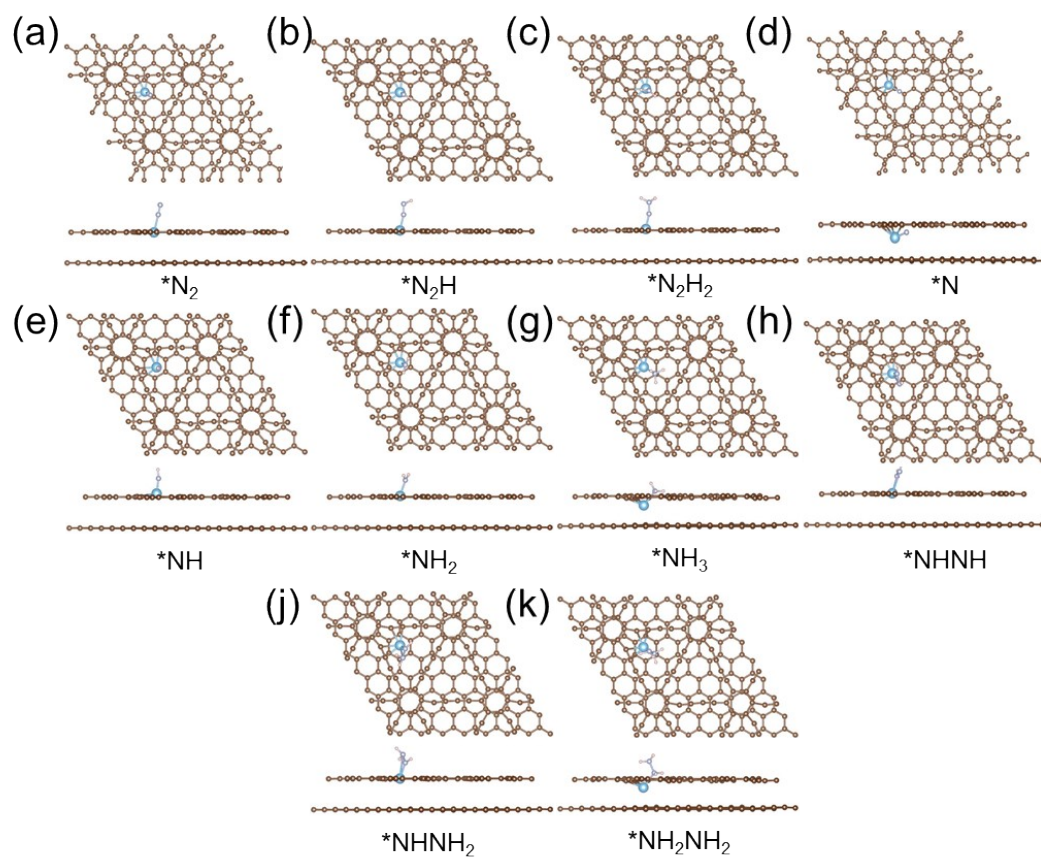 (a) (b) (c) (d)
*N₂ *N₂H *N₂H₂ *N
(e) (f) (g) (h)
*NH *NH₂ *NH₃ *NHNH
(j) (k)
*NHNH₂ *NH₂NH₂